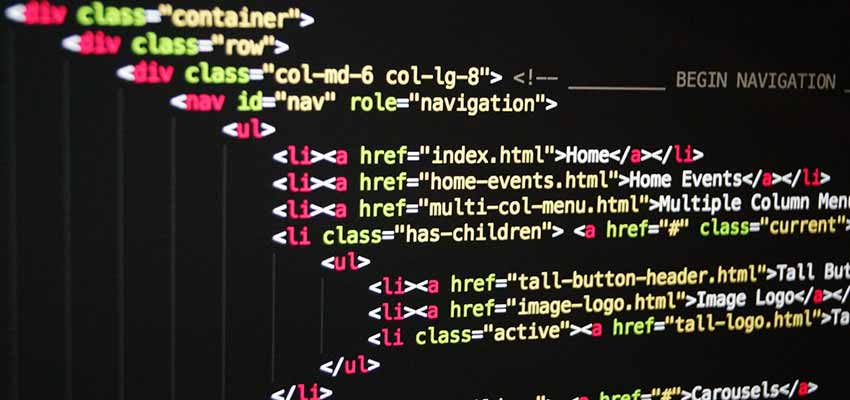 <div class="container">
<div class="row">
<div class="col-md-6 col-lg-8"> <!-- __________ BEGIN NAVIGATION _
<nav id="nav" role="navigation">
<ul>
<li><a href="index.html">Home</a></li>
<li><a href="home-events.html">Home Events</a></li>
<li><a href="multi-col-menu.html">Multiple Column Men
<li class="has-children"> <a href="#" class="current">
<ul>
<li><a href="tall-button-header.html">Tall But
<li><a href="image-logo.html">Image Logo</a></
<li class="active"><a href="tall-logo.html">Ta
</ul>
</li>
<a href="#">Carousels</a>